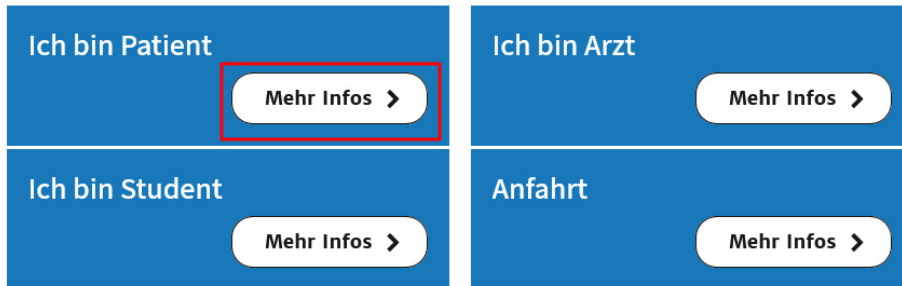 Ich bin Patient
Mehr Infos
Ich bin Arzt
Mehr Infos
Ich bin Student
Mehr Infos
Anfahrt
Mehr Infos